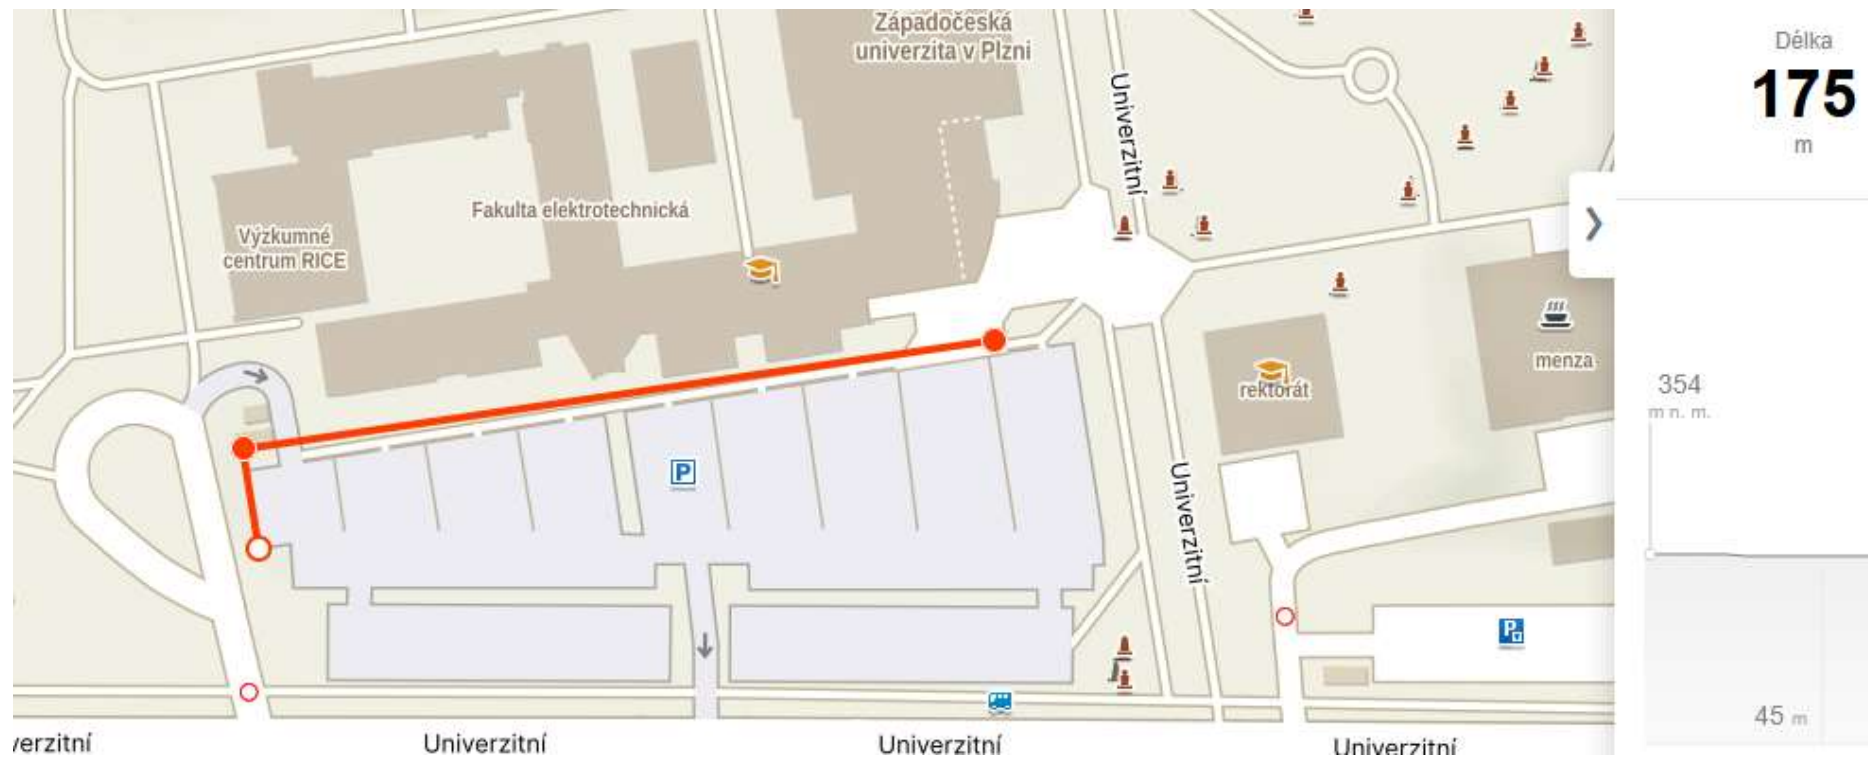 Západočeská
univerzita v Plzni
Univerzitní
Fakulta elektrotechnická
Výzkumné
centrum RICE
rektorát
menza
P
Univerzitní
P
verzitní
Univerzitní
Univerzitní
Univerzitní
Délka
175
m
354
m n. m.
45 m